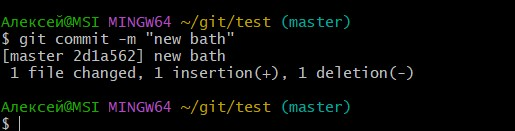 Алексей@MSI MINGW64 ~/git/test (master)
$ git commit -m "new bath"
[master 2d1a562] new bath
 1 file changed, 1 insertion(+), 1 deletion(-)
Алексей@MSI MINGW64 ~/git/test (master)
$